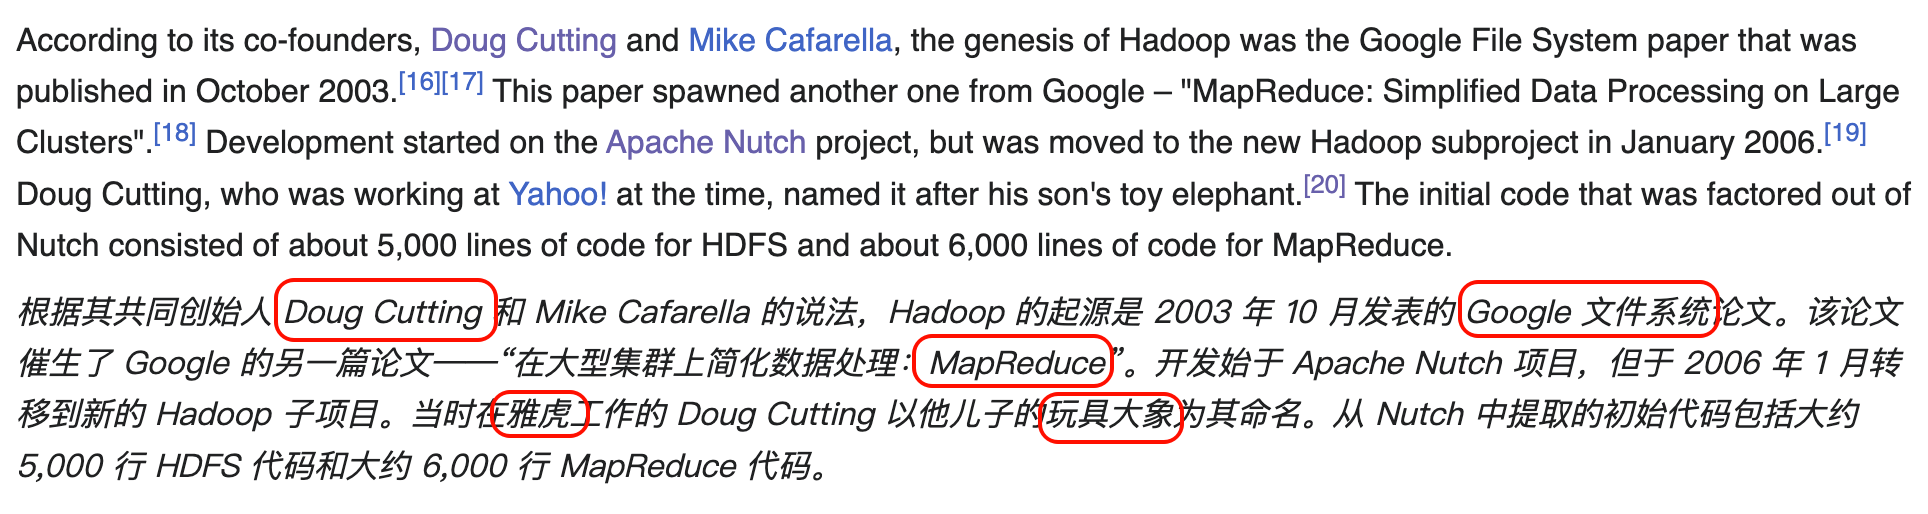 According to its co-founders, Doug Cutting and Mike Cafarella, the genesis of Hadoop was the Google File System paper that was
published in October 2003.[16][17] This paper spawned another one from Google – "MapReduce: Simplified Data Processing on Large
Clusters".[18] Development started on the Apache Nutch project, but was moved to the new Hadoop subproject in January 2006.[19]
Doug Cutting, who was working at Yahoo! at the time, named it after his son's toy elephant.[20] The initial code that was factored out of
Nutch consisted of about 5,000 lines of code for HDFS and about 6,000 lines of code for MapReduce.
根据其共同创始人 Doug Cutting 和 Mike Cafarella 的说法，Hadoop 的起源是 2003 年 10 月发表的 Google 文件系统论文。该论文
催生了 Google 的另一篇论文——“在大型集群上简化数据处理：MapReduce”。开发始于 Apache Nutch 项目，但于 2006 年 1 月转
移到新的 Hadoop 子项目。当时在雅虎工作的 Doug Cutting 以他儿子的玩具大象为其命名。从 Nutch 中提取的初始代码包括大约
5,000 行 HDFS 代码和大约 6,000 行 MapReduce 代码。